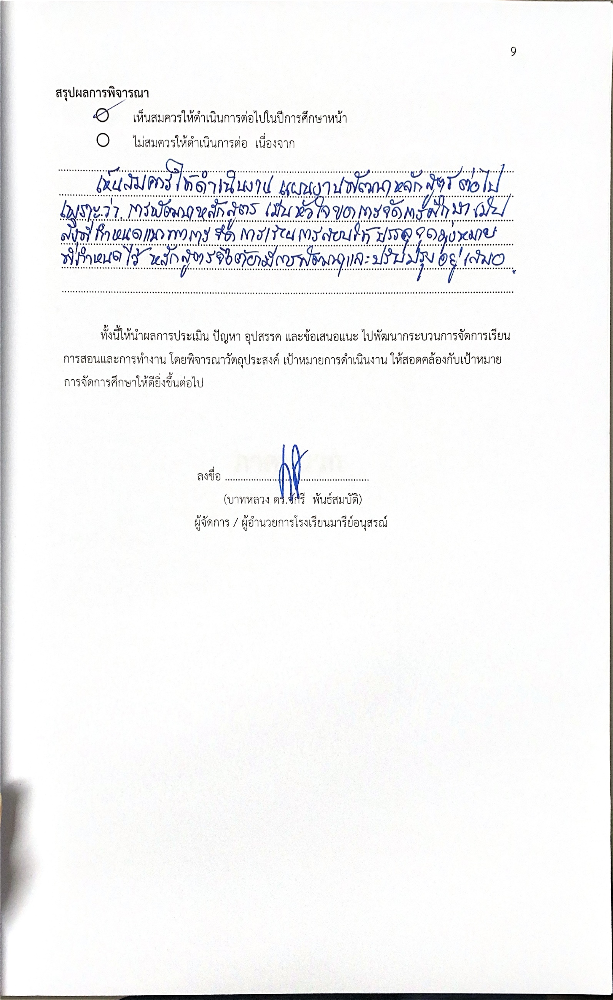 9
สรุปผลการพิจารณา
เห็นสมควรให้ดำเนินการต่อไปในปีการศึกษาหน้า
ไม่สมควรให้ดำเนินการต่อ เนื่องจาก
เห็นสมควรให้ดำเนินงาน แผนงานพัฒนาหลักสูตร ต่อไป
เพราะว่า การพัฒนาหลักสูตร เป็นหัวใจของการจัดการศึกษา เป็น
สิ่งที่กำหนดแนวทางการจัดการเรียนการสอนให้บรรลุจุดมุ่งหมาย
ที่กำหนดไว้ หลักสูตรจึงต้องมีการพัฒนาและปรับปรุงอยู่เสมอ
ทั้งนี้ให้นำผลการประเมิน ปัญหา อุปสรรค และข้อเสนอแนะ ไปพัฒนากระบวนการจัดการเรียน
การสอนและการทำงาน โดยพิจารณาวัตถุประสงค์ เป้าหมายการดำเนินงาน ให้สอดคล้องกับเป้าหมาย
การจัดการศึกษาให้ดียิ่งขึ้นต่อไป
ลงชื่อ
(บาทหลวง ดร.จักรี พันธ์สมบัติ)
ผู้จัดการ / ผู้อำนวยการโรงเรียนมารีย์อนุสรณ์